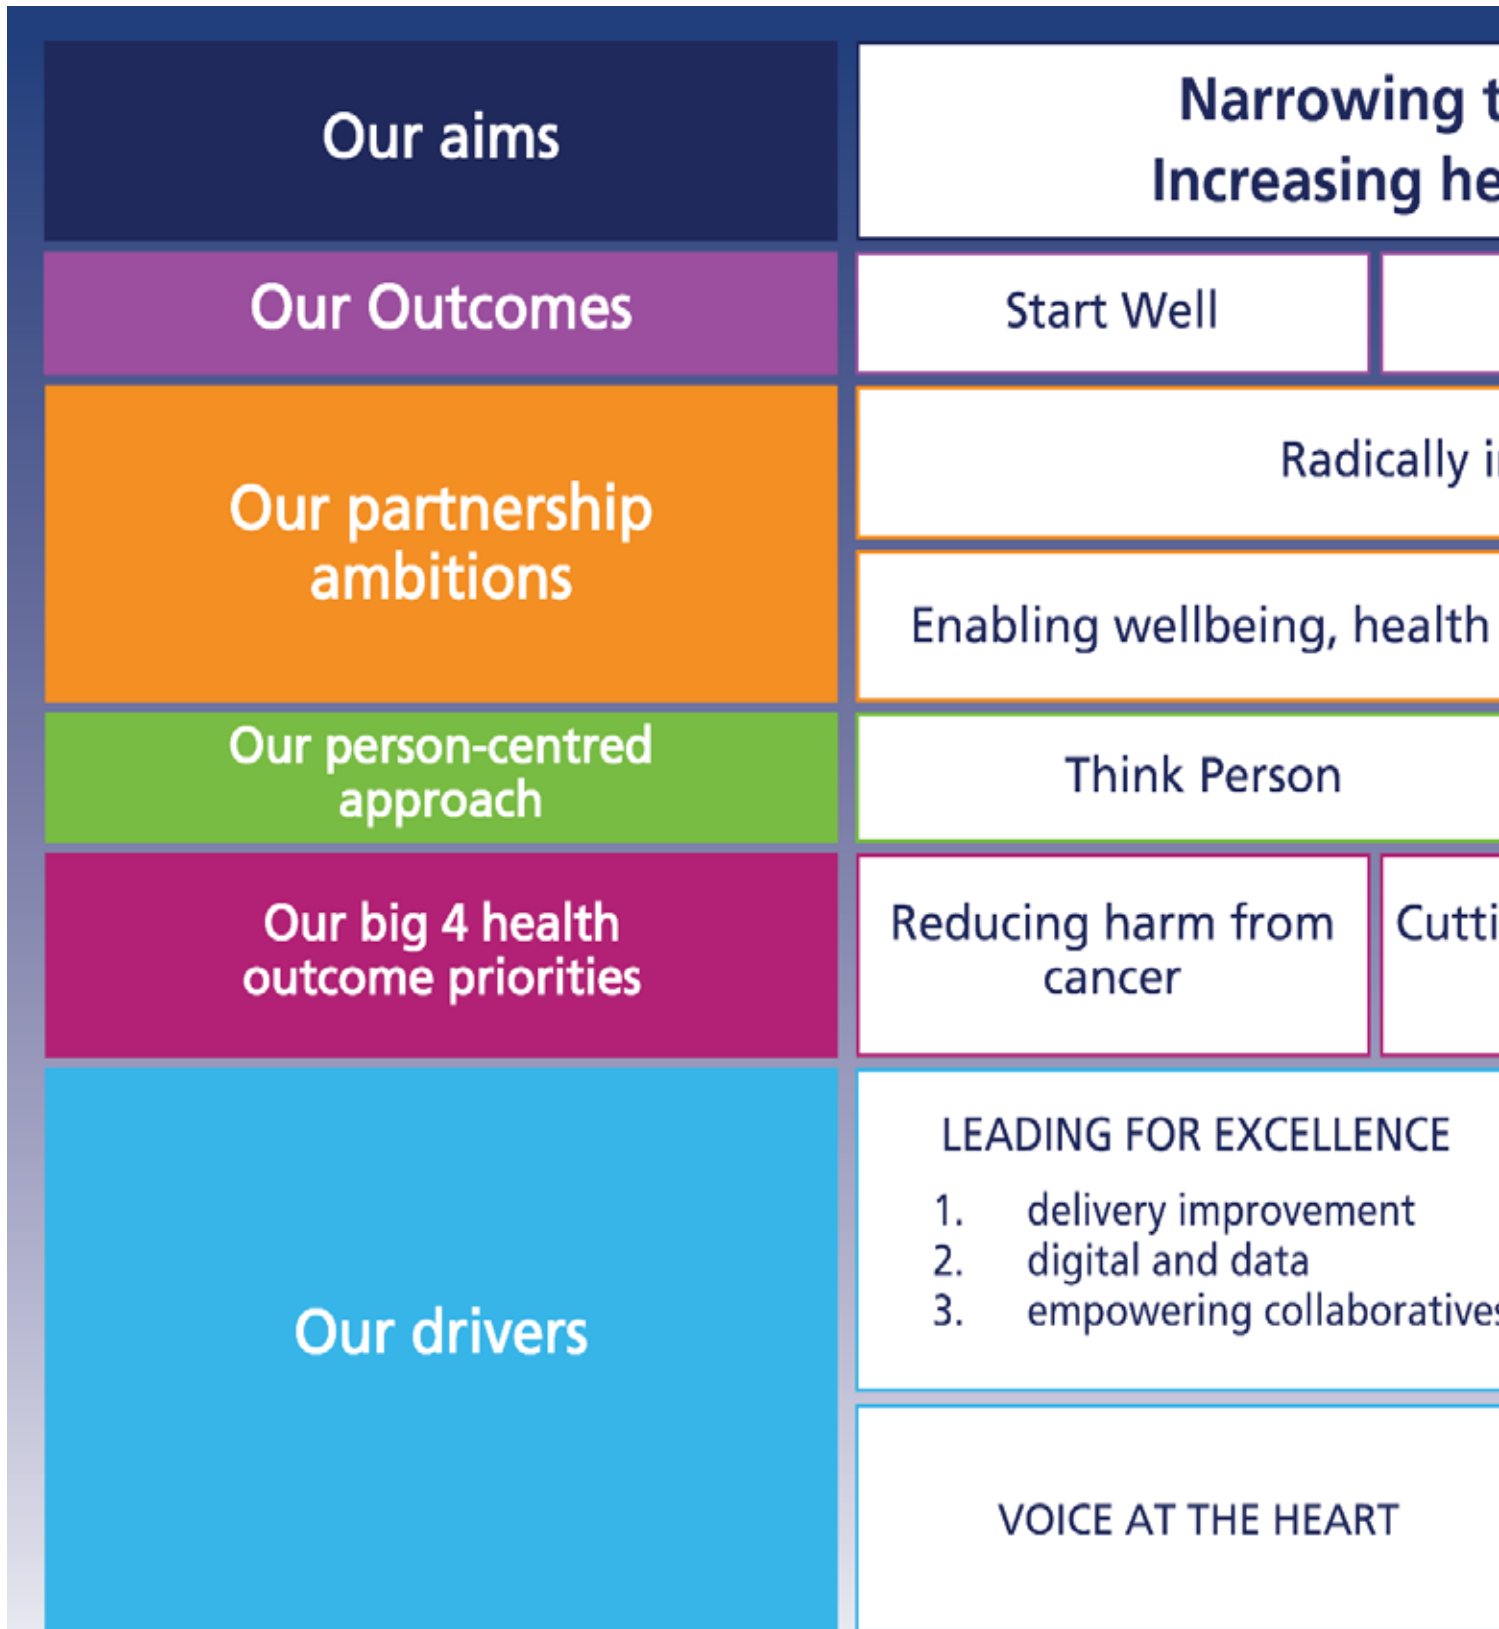 Our aims
Narrowing
Increasing
Our Outcomes
Start Well
Our partnership
ambitions
Radically
Enabling wellbeing, health
Our person-centred
approach
Think Person
Our big 4 health
outcome priorities
Reducing harm from
cancer
Our drivers
LEADING FOR EXCELLENCE
1. delivery improvement
2. digital and data
3. empowering collaboratives
VOICE AT THE HEART